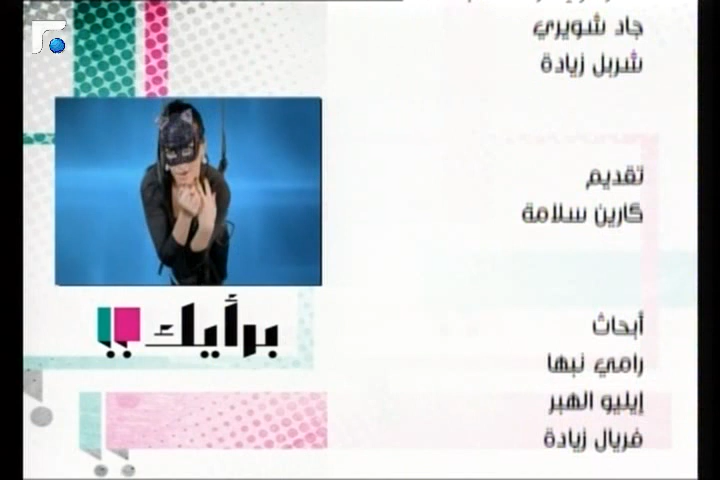 جاد شويري
شربل زيادة
تقديم
كارين سلامة
برأيك
أبحاث
رامي نبها
إيليو الهبر
فريال زيادة